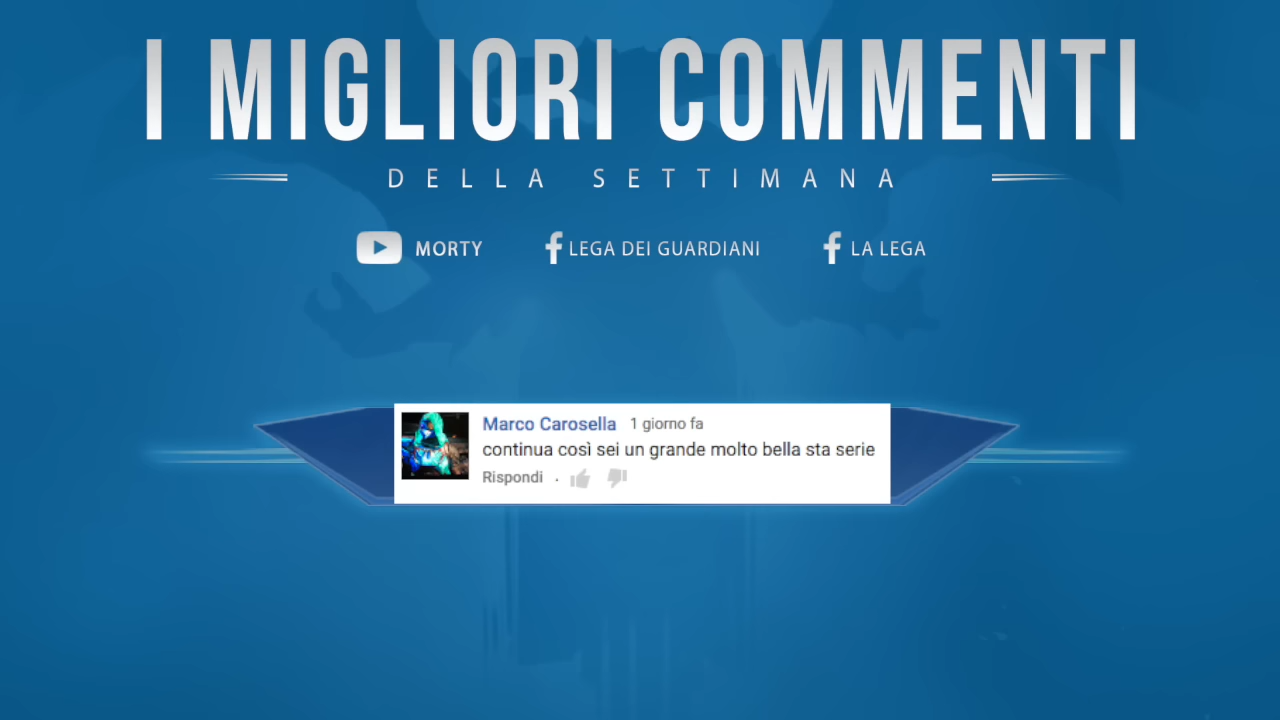 I MIGLIORI COMMENTI
DELLA SETTIMANA
MORTY LEGA DEI GUARDIANI LA LEGA
Marco Carosella 1 giorno fa
continua così sei un grande molto bella sta serie
Rispondi ·